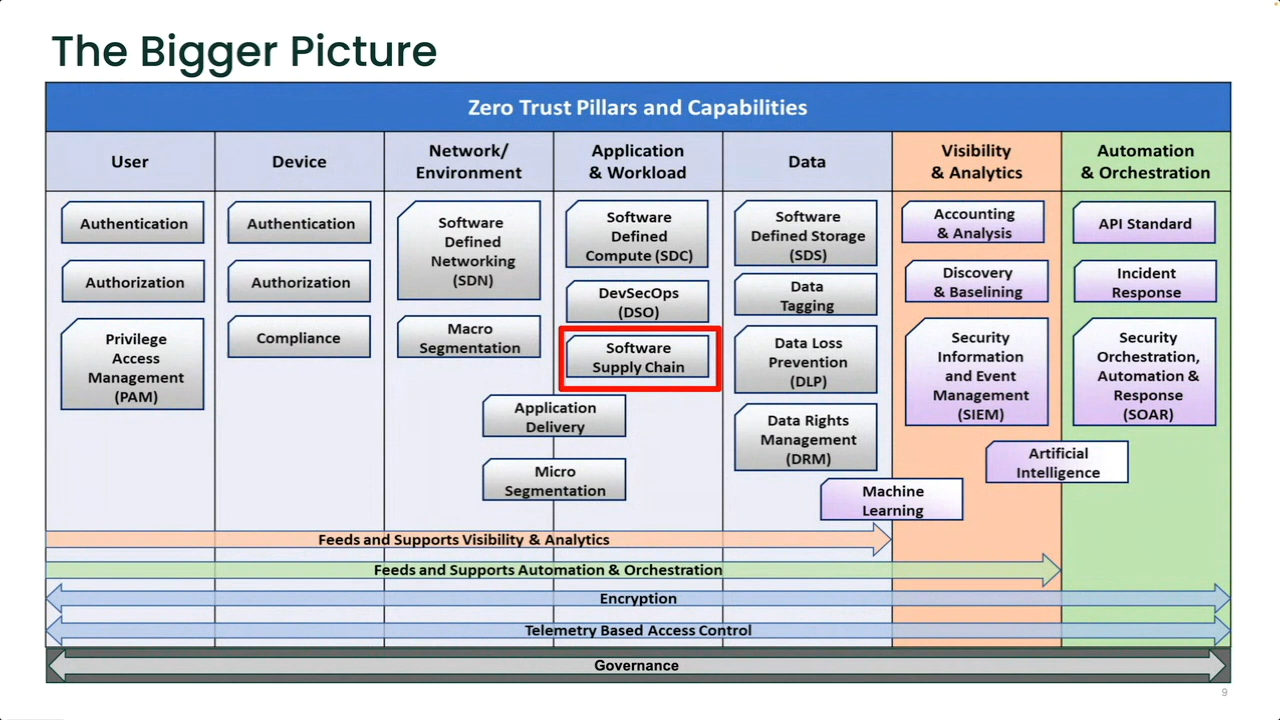 The Bigger Picture
Zero Trust Pillars and Capabilities
User
Device
Network/
Environment
Application
& Workload
Data
Visibility
& Analytics
Automation
& Orchestration
Authentication
Authorization
Privilege
Access
Management
(PAM)
Authentication
Authorization
Compliance
Software
Defined
Networking
(SDN)
Macro
Segmentation
Software
Defined
Compute (SDC)
DevSecOps
(DSO)
Software
Supply Chain
Application
Delivery
Micro
Segmentation
Software
Defined Storage
(SDS)
Data
Tagging
Data Loss
Prevention
(DLP)
Data Rights
Management
(DRM)
Machine
Learning
Accounting
& Analysis
Discovery
& Baselining
Security
Information
and Event
Management
(SIEM)
Artificial
Intelligence
API Standard
Incident
Response
Security
Orchestration,
Automation &
Response
(SOAR)
Feeds and Supports Visibility & Analytics
Feeds and Supports Automation & Orchestration
Encryption
Telemetry Based Access Control
Governance
9